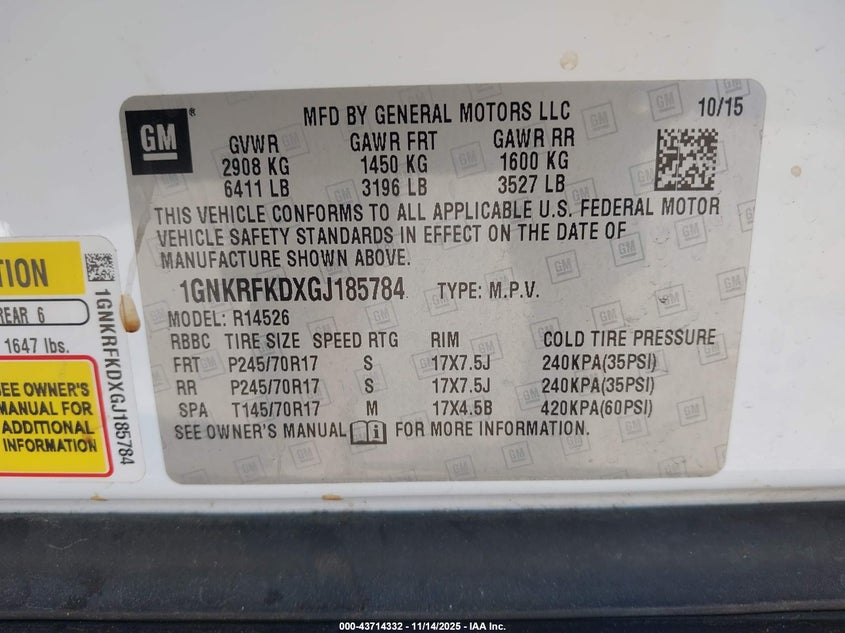 GM
MFD BY GENERAL MOTORS LLC 10/15
GVWR GAWR FRT GAWR RR
2908 KG 1450 KG 1600 KG
6411 LB 3196 LB 3527 LB
THIS VEHICLE CONFORMS TO ALL APPLICABLE U.S. FEDERAL MOTOR
VEHICLE SAFETY STANDARDS IN EFFECT ON THE DATE OF
MANUFACTURE SHOWN ABOVE.
1GNKRFKDXGJ185784 TYPE: M.P.V.
MODEL: R14526
RBBC TIRE SIZE SPEED RTG RIM COLD TIRE PRESSURE
FRT P245/70R17 S 17X7.5J 240KPA(35PSI)
RR P245/70R17 S 17X7.5J 240KPA(35PSI)
SPA T145/70R17 M 17X4.5B 420KPA(60PSI)
SEE OWNER'S MANUAL i FOR MORE INFORMATION.
TION
REAR 6
1647 lbs.
SEE OWNER'S
MANUAL FOR
ADDITIONAL
INFORMATION
1GNKRFKDXGJ185784
000-43714332 — 11/14/2025 — IAA Inc.